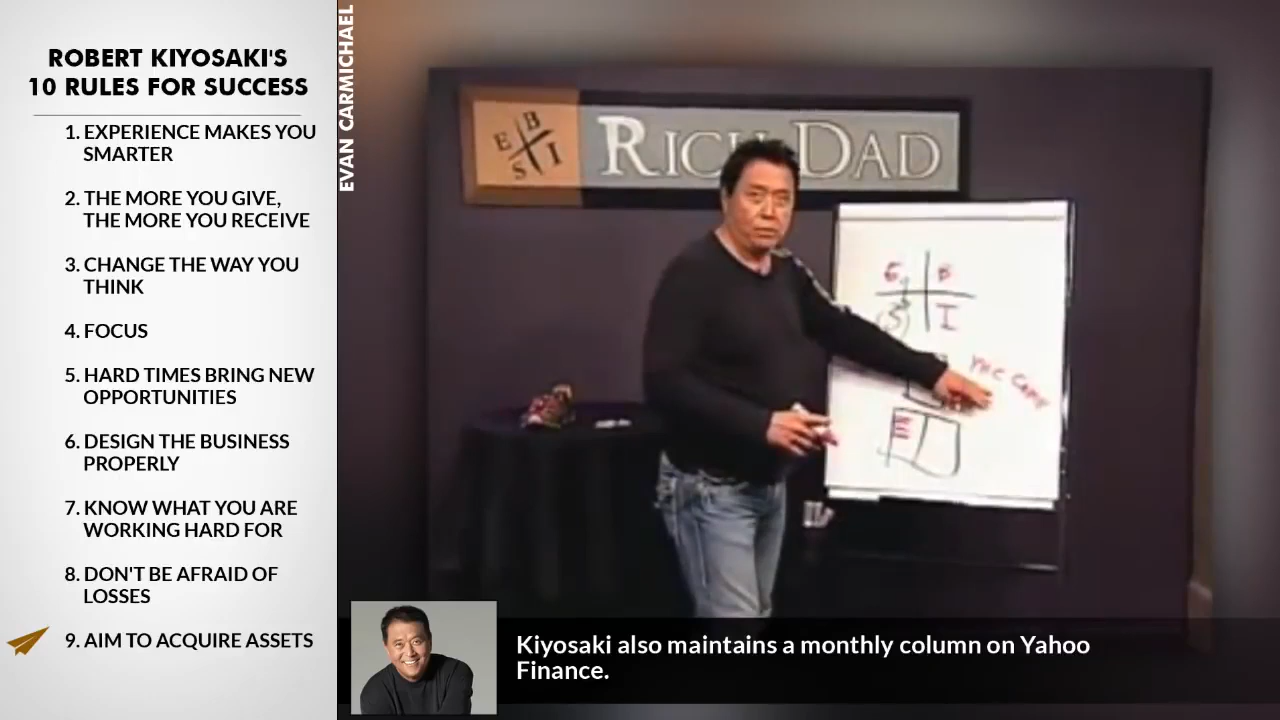 ROBERT KIYOSAKI'S
10 RULES FOR SUCCESS
1. EXPERIENCE MAKES YOU
SMARTER
2. THE MORE YOU GIVE,
THE MORE YOU RECEIVE
3. CHANGE THE WAY YOU
THINK
4. FOCUS
5. HARD TIMES BRING NEW
OPPORTUNITIES
6. DESIGN THE BUSINESS
PROPERLY
7. KNOW WHAT YOU ARE
WORKING HARD FOR
8. DON'T BE AFRAID OF
LOSSES
9. AIM TO ACQUIRE ASSETS
EVAN CARMICHAEL
E B
S I
RICH DAD
E B
S I
E
Kiyosaki also maintains a monthly column on Yahoo
Finance.